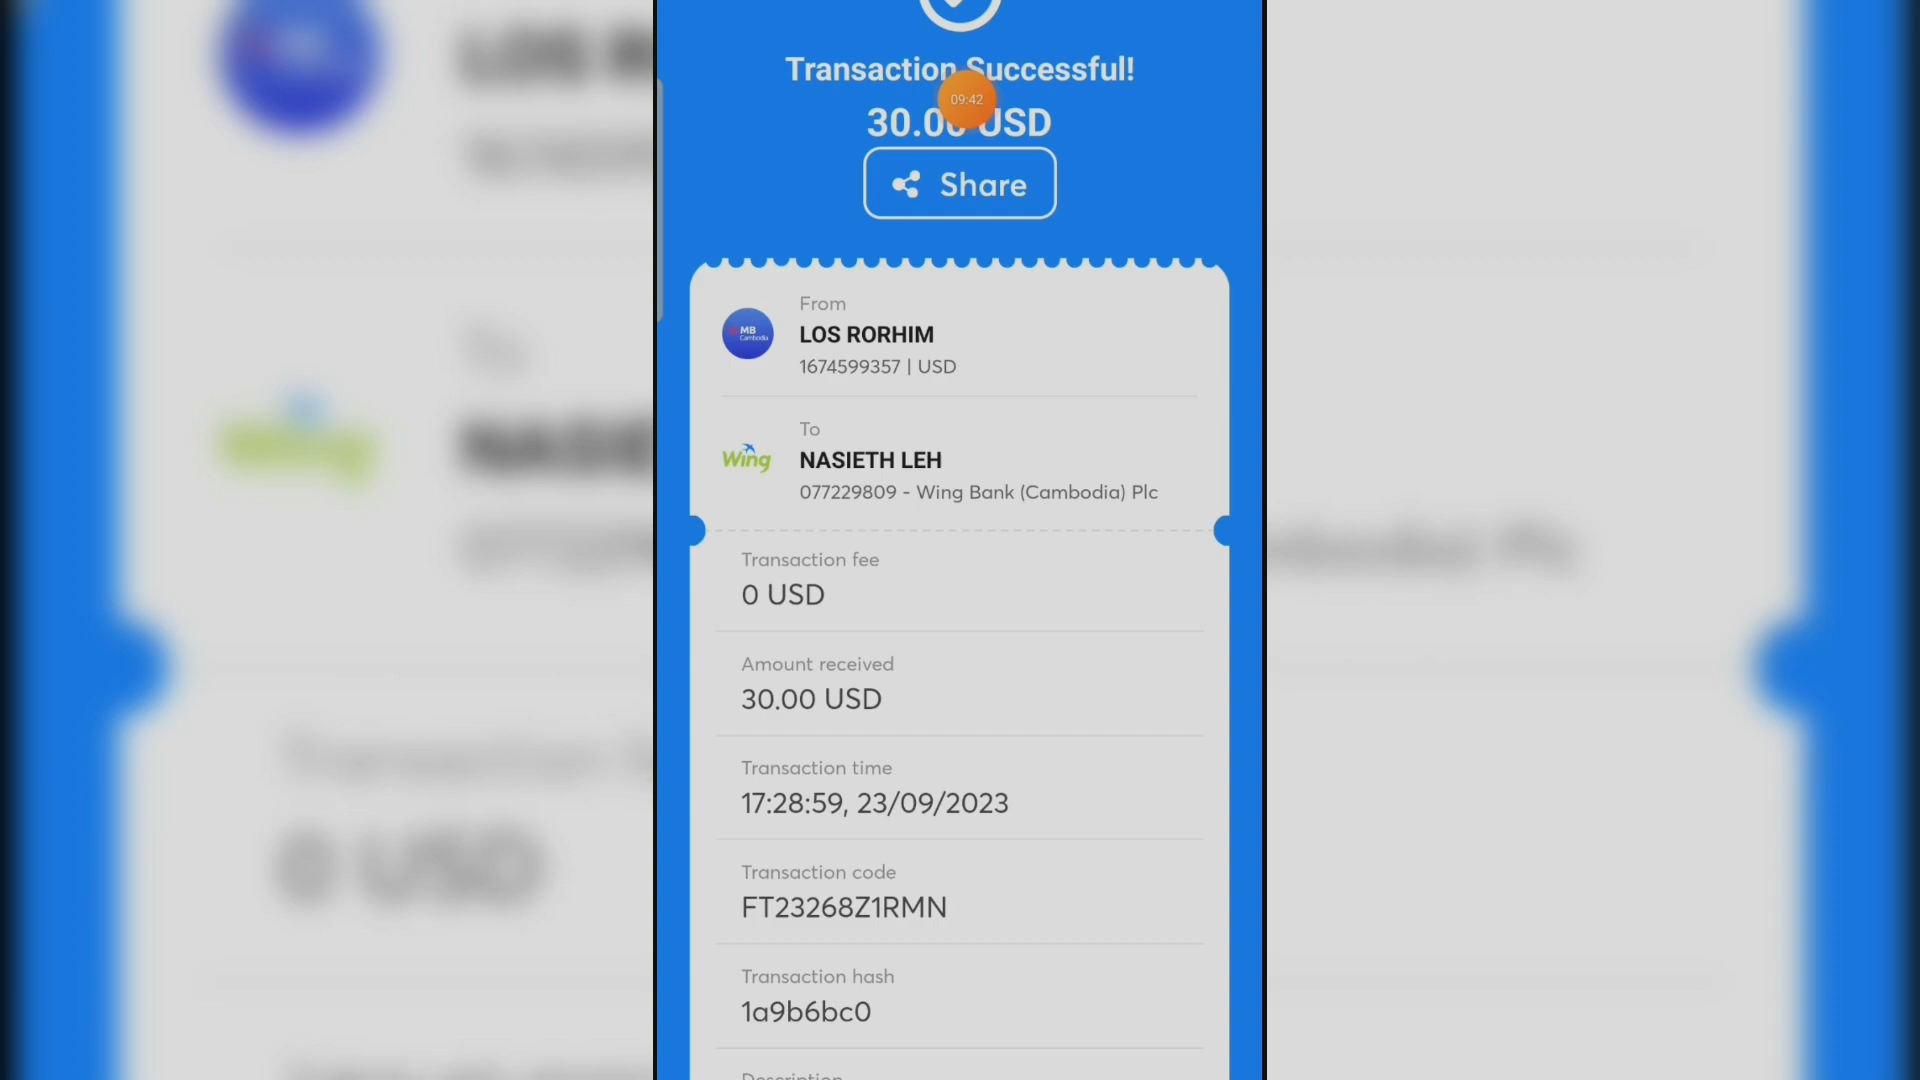 Transaction Successful!
09:42
30.00 USD
Share
From
LOS RORHIM
MB
Cambodia
1674599357 | USD
To
Wing
NASIETH LEH
077229809 - Wing Bank (Cambodia) Plc
Transaction fee
0 USD
Amount received
30.00 USD
Transaction time
17:28:59, 23/09/2023
Transaction code
FT23268Z1RMN
Transaction hash
1a9b6bc0
Description